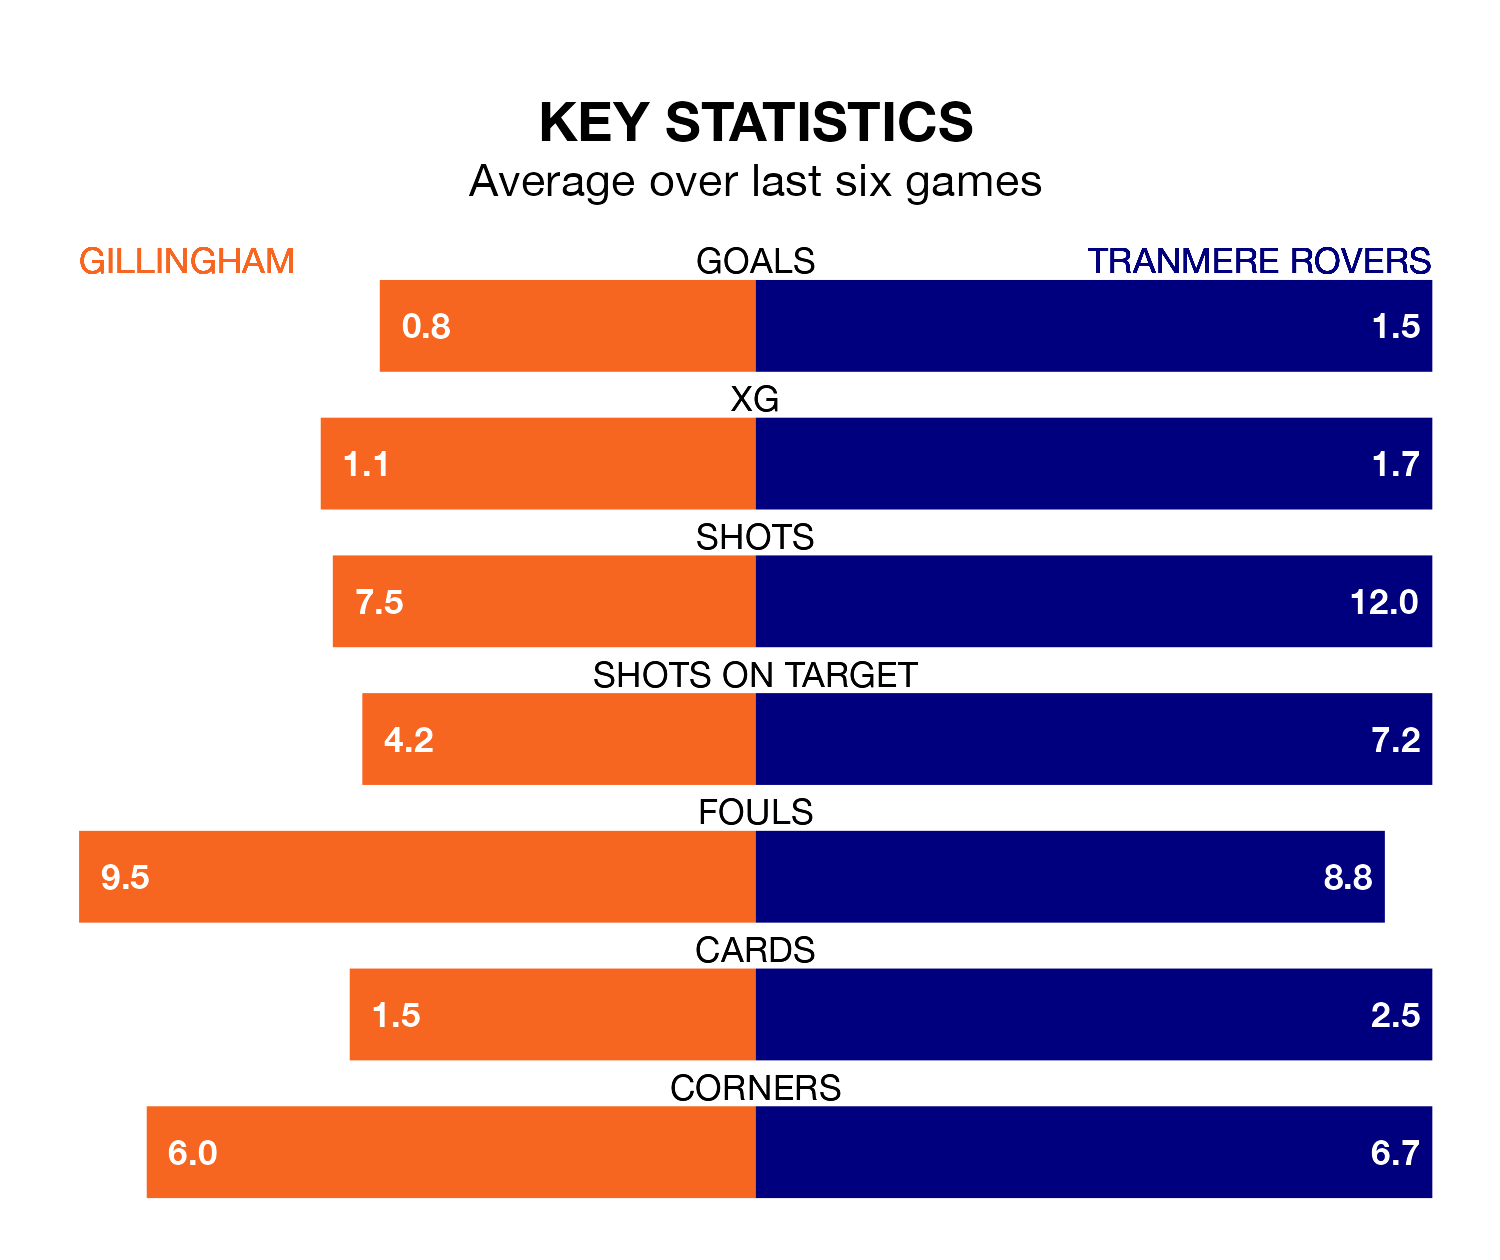 KEY STATISTICS
Average over last six games
GILLINGHAM GOALS TRANMERE ROVERS
0.8 1.5
XG
1.1 1.7
SHOTS
7.5 12.0
SHOTS ON TARGET
4.2 7.2
FOULS
9.5 8.8
CARDS
1.5 2.5
CORNERS
6.0 6.7